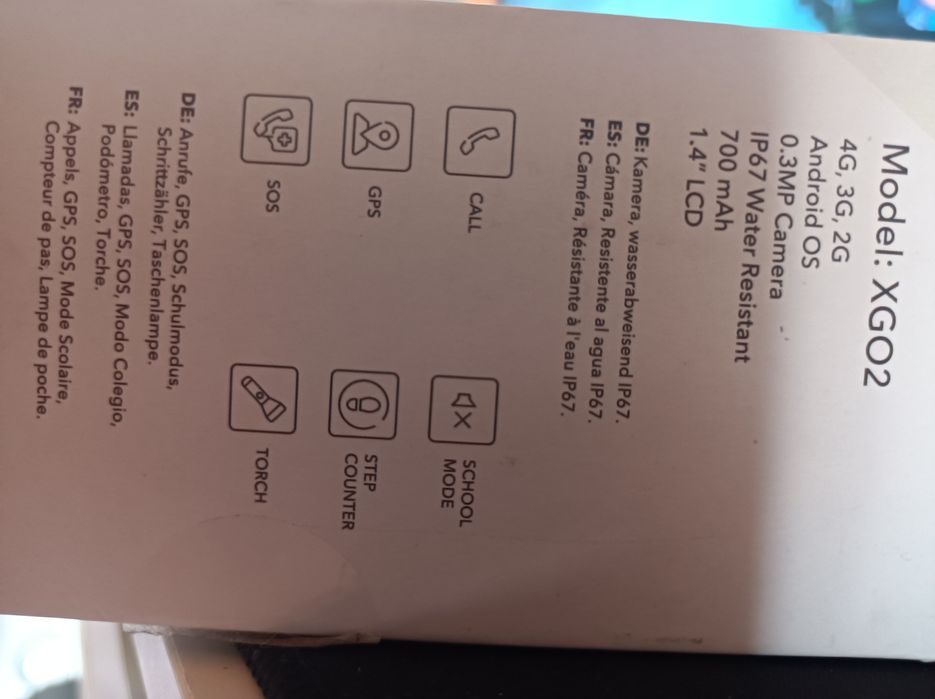 Model: XGO2
4G, 3G, 2G
Android OS
0.3MP Camera
IP67 Water Resistant
700 mAh
1.4" LCD
DE: Kamera, wasserabweisend IP67.
ES: Cámara, Resistente al agua IP67.
FR: Caméra, Résistante à l'eau IP67.
CALL
SCHOOL
MODE
GPS
STEP
COUNTER
SOS
TORCH
DE: Anrufe, GPS, SOS, Schulmodus,
Schrittzähler, Taschenlampe.
ES: Llamadas, GPS, SOS, Modo Colegio,
Podómetro, Torche.
FR: Appels, GPS, SOS, Mode Scolaire,
Compteur de pas, Lampe de poche.